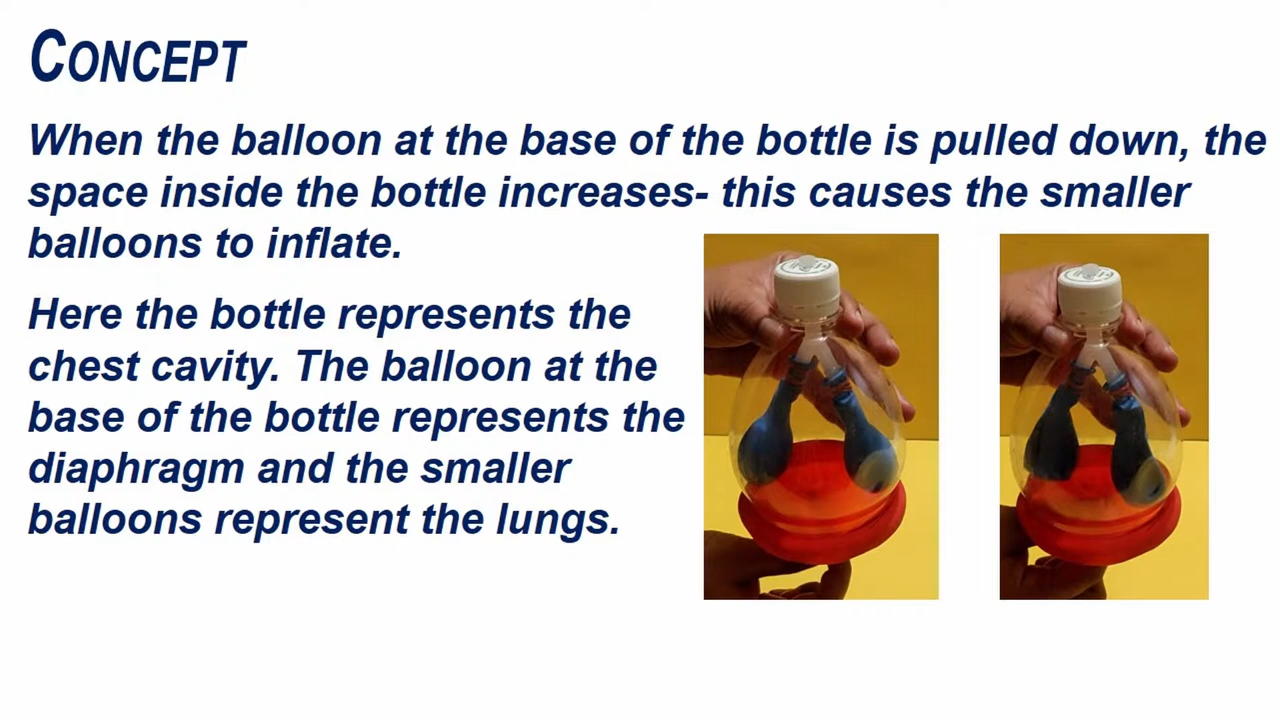 CONCEPT
When the balloon at the base of the bottle is pulled down, the
space inside the bottle increases- this causes the smaller
balloons to inflate.
Here the bottle represents the
chest cavity. The balloon at the
base of the bottle represents the
diaphragm and the smaller
balloons represent the lungs.